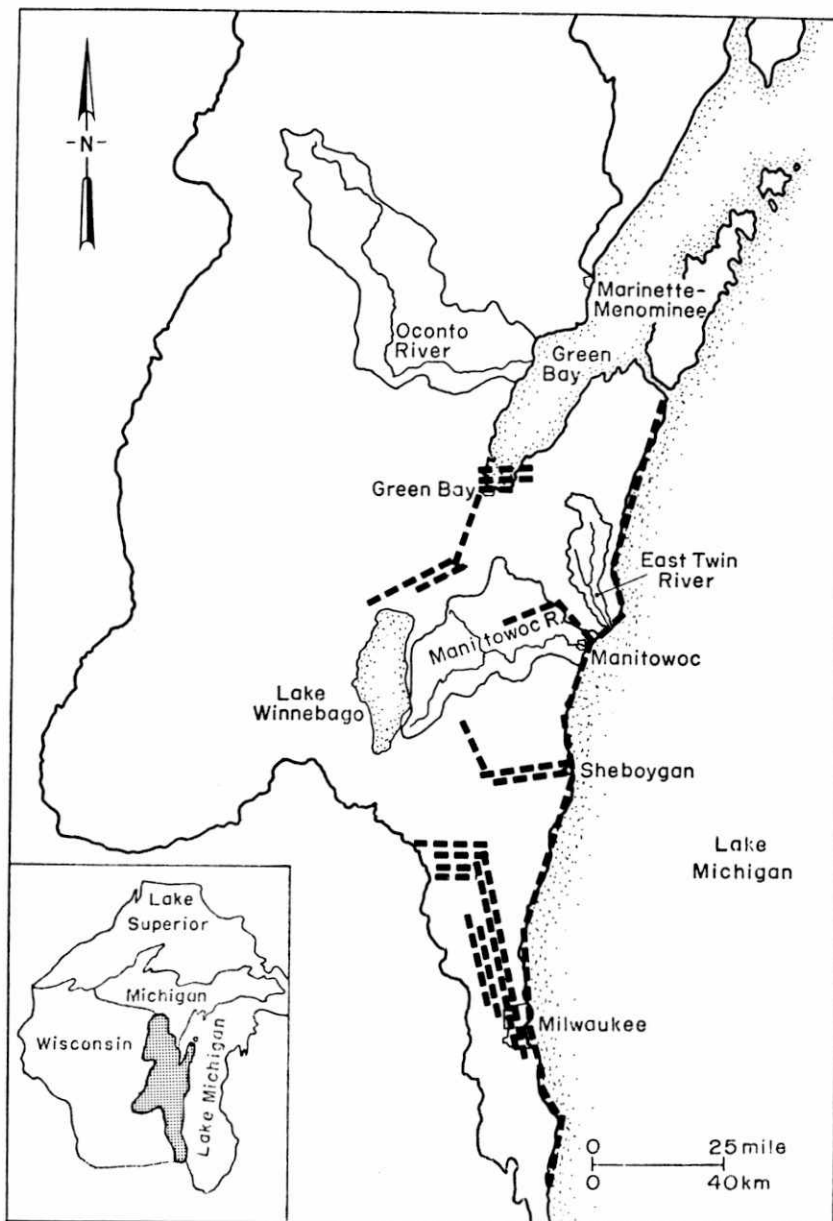 -N-
Marinette-
Menominee
Oconto
River
Green
Bay
Green Bay
East Twin
River
Manitowoc R.
Manitowoc
Lake
Winnebago
Sheboygan
Lake
Michigan
Lake
Superior
Michigan
Wisconsin
Lake Michigan
Milwaukee
0 25 mile
0 40 km